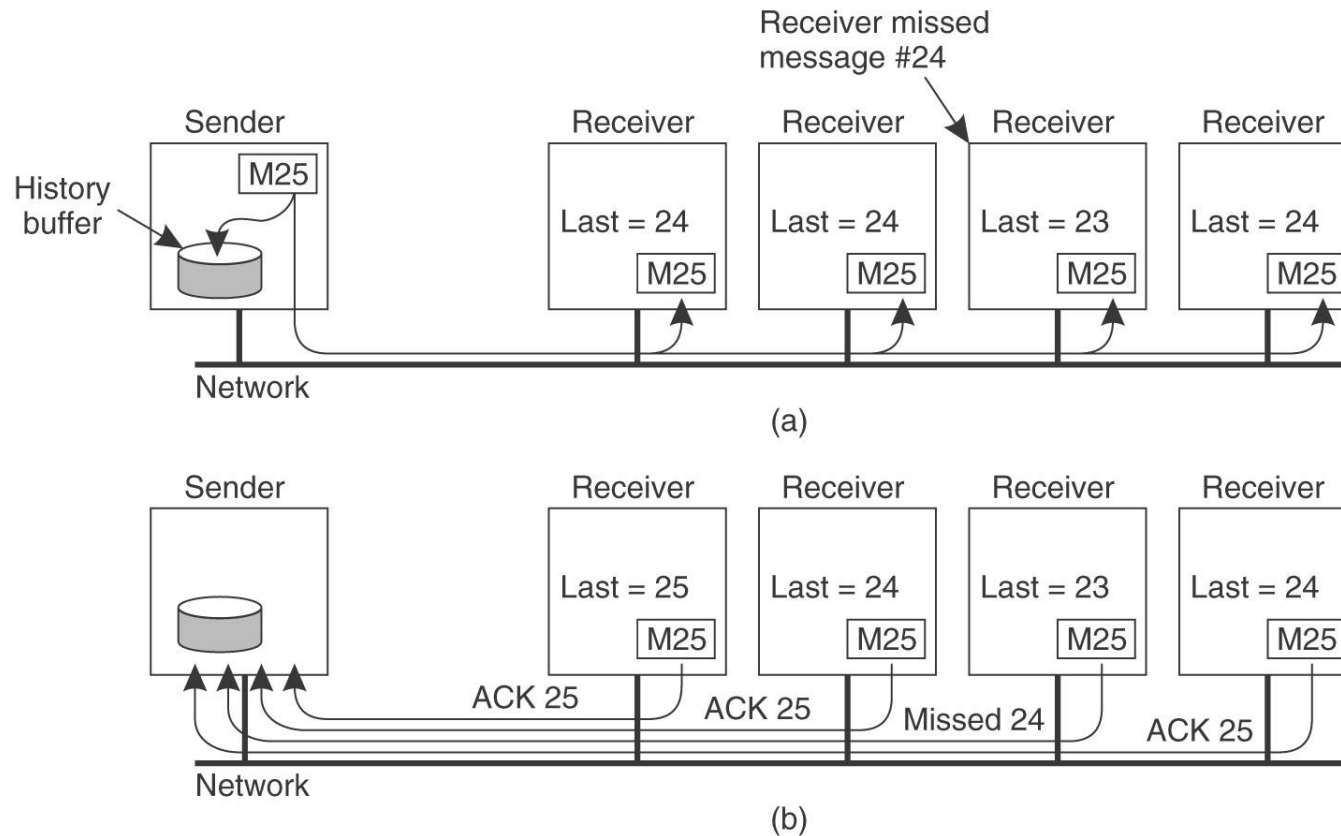 Receiver missed
message #24
Sender
Receiver
Receiver
Receiver
Receiver
History
buffer
M25
Last = 24
Last = 24
Last = 23
Last = 24
M25
M25
M25
M25
Network
(a)
Sender
Receiver
Receiver
Receiver
Receiver
Last = 25
Last = 24
Last = 23
Last = 24
M25
M25
M25
M25
ACK 25
ACK 25
Missed 24
ACK 25
Network
(b)